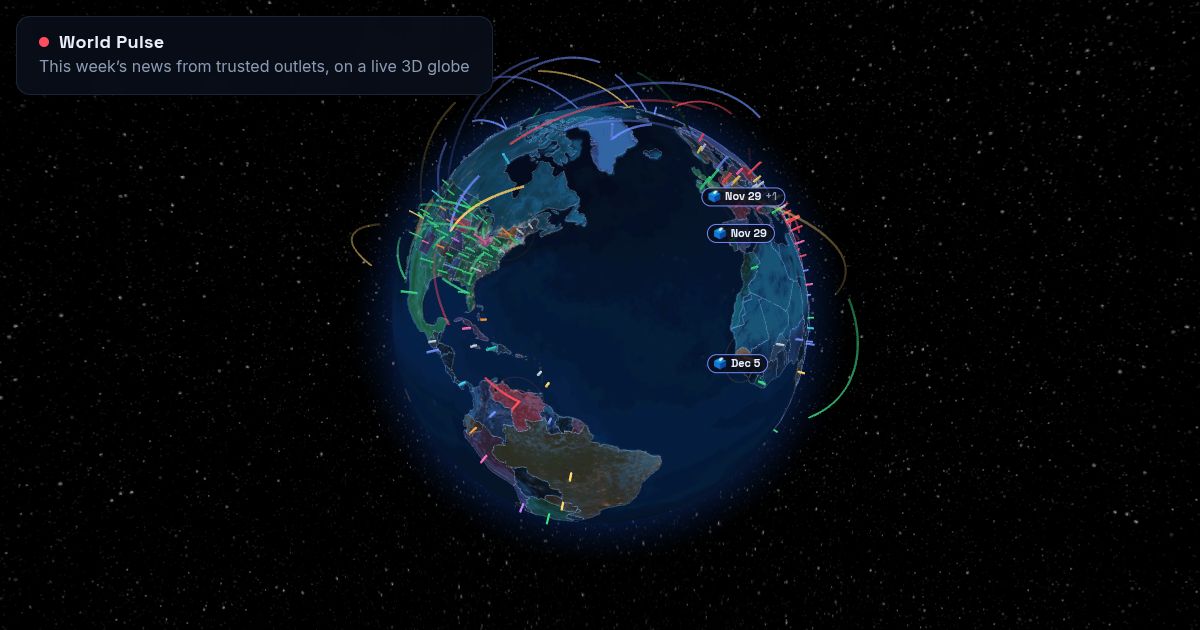 World Pulse
This week's news from trusted outlets, on a live 3D globe
Nov 29 +1
Nov 29
Dec 5